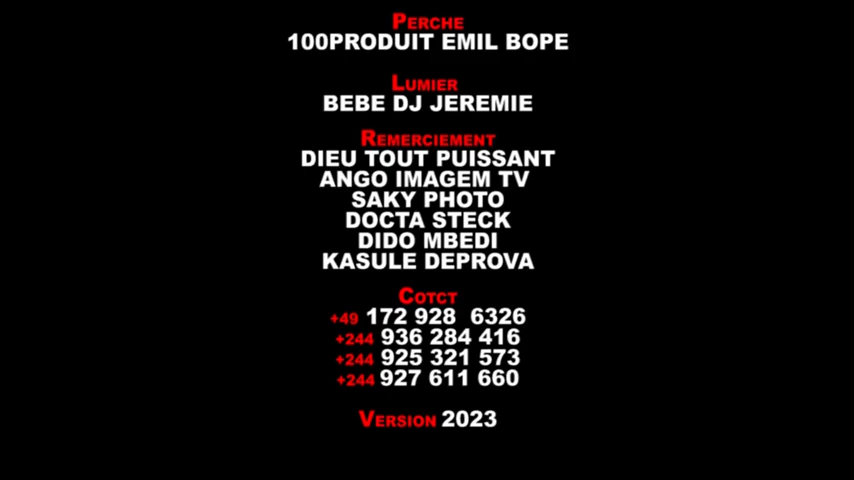 PERCHE
100PRODUIT EMIL BOPE
LUMIER
BEBE DJ JEREMIE
REMERCIEMENT
DIEU TOUT PUISSANT
ANGO IMAGEM TV
SAKY PHOTO
DOCTA STECK
DIDO MBEDI
KASULE DEPROVA
COTCT
+49 172 928 6326
+244 936 284 416
+244 925 321 573
+244 927 611 660
VERSION 2023